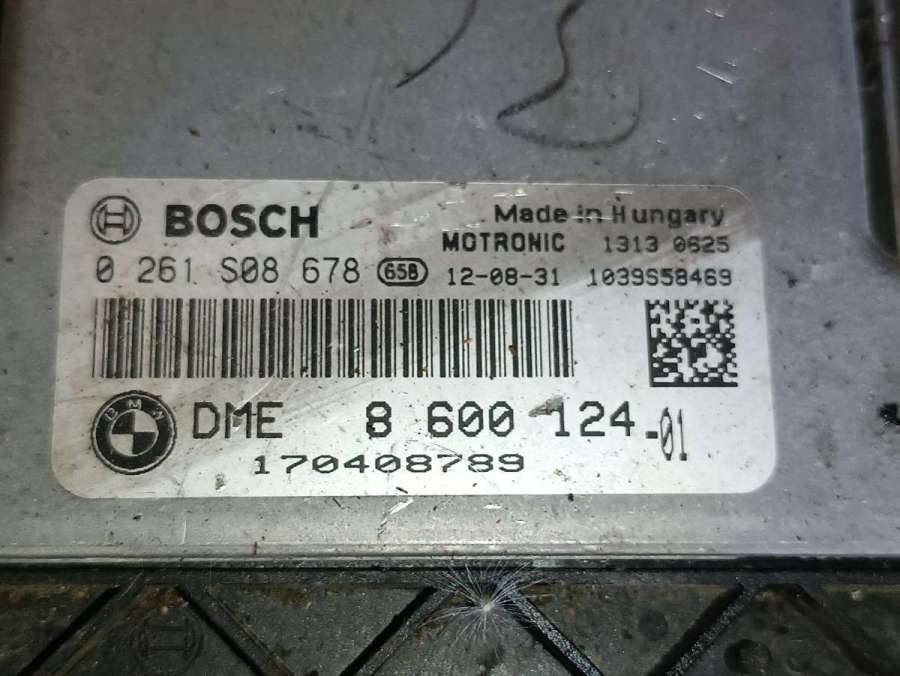 BOSCH
Made in Hungary
MOTRONIC 1313 0625
0 261 S08 678 658 12-08-31 1039S58469
BMW DME 8 600 124 -01
170408789